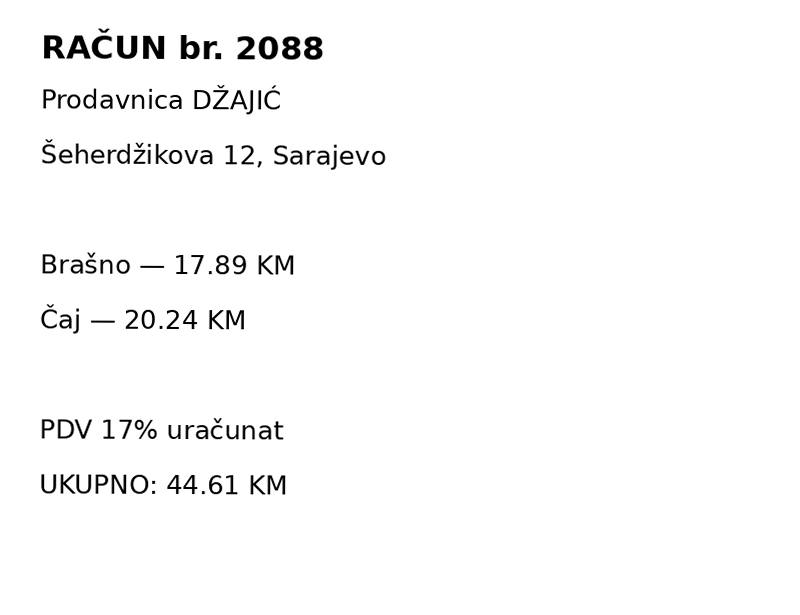 RAČUN br. 2088
Prodavnica DŽAJIĆ
Šeherdžikova 12, Sarajevo
Brašno — 17.89 KM
Čaj — 20.24 KM
PDV 17% uračunat
UKUPNO: 44.61 KM